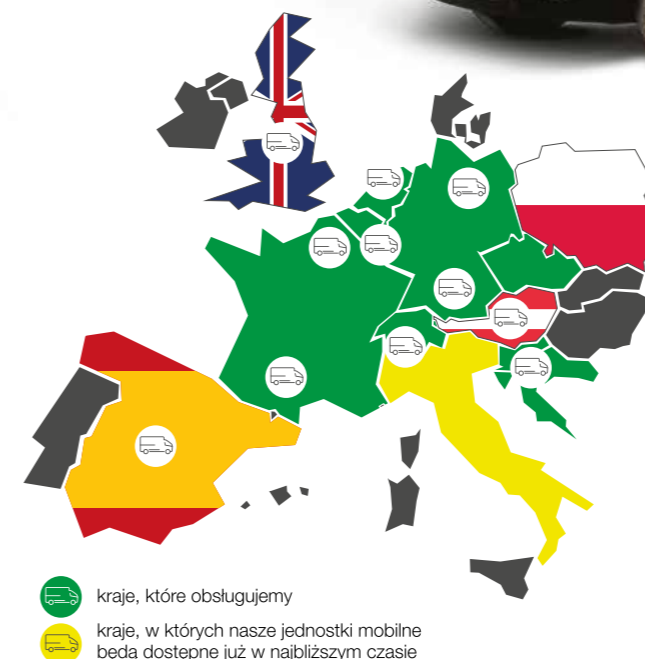 kraje, które obsługujemy
kraje, w których nasze jednostki mobilne
będą dostępne już w najbliższym czasie